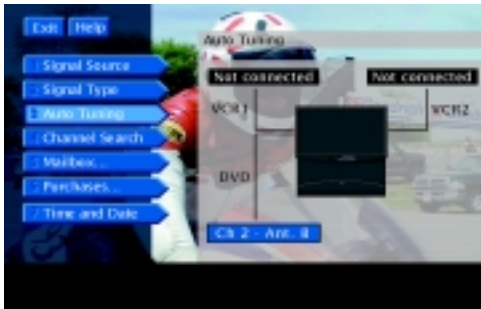 Exit Help
Auto Tuning
Signal Source
Signal Type
Auto Tuning
Channel Search
Mailbox...
Purchases...
Time and Date
Not connected
Not connected
VCR1
VCR2
DVD
Ch 2 - Ant. B